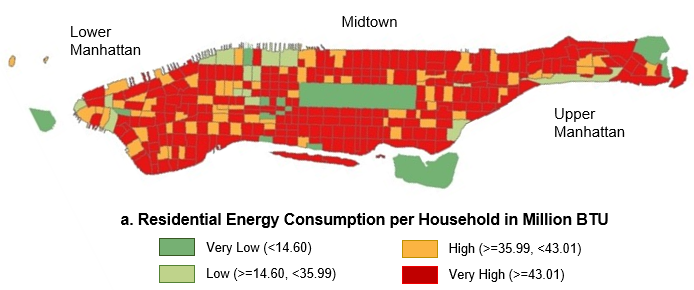 Midtown
Lower
Manhattan
Upper
Manhattan
a. Residential Energy Consumption per Household in Million BTU
Very Low (<14.60)
High (>=35.99, <43.01)
Low (>=14.60, <35.99)
Very High (>=43.01)